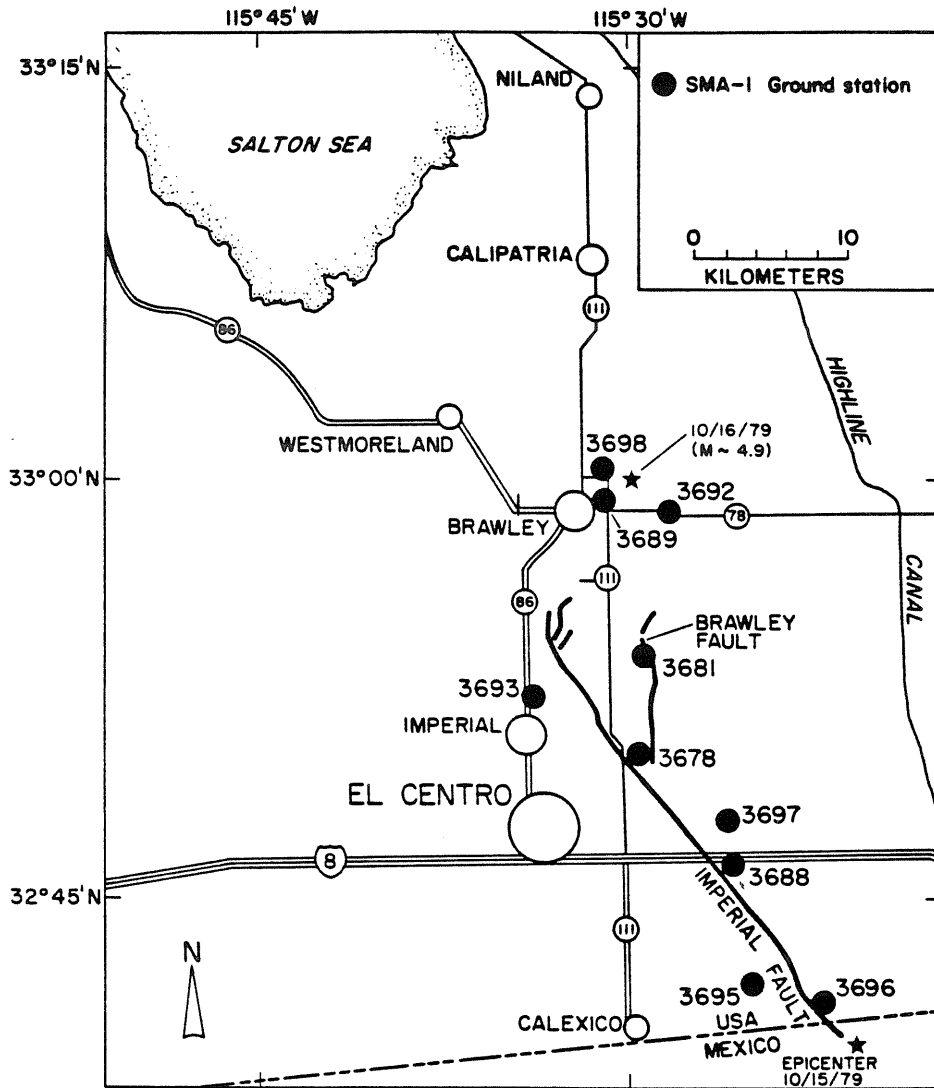 115°45'W
115°30'W
33°15'N
NILAND
SMA-I Ground station
SALTON SEA
0 10
KILOMETERS
CALIPATRIA
111
86
HIGHLINE
WESTMORELAND
10/16/79
(M ~ 4.9)
3698
33°00'N
3692
BRAWLEY
3689
78
111
CANAL
86
BRAWLEY
FAULT
3681
3693
IMPERIAL
3678
EL CENTRO
3697
8
3688
32°45'N
IMPERIAL FAULT
111
N
3695
3696
CALEXICO
USA
MEXICO
EPICENTER
10/15/79